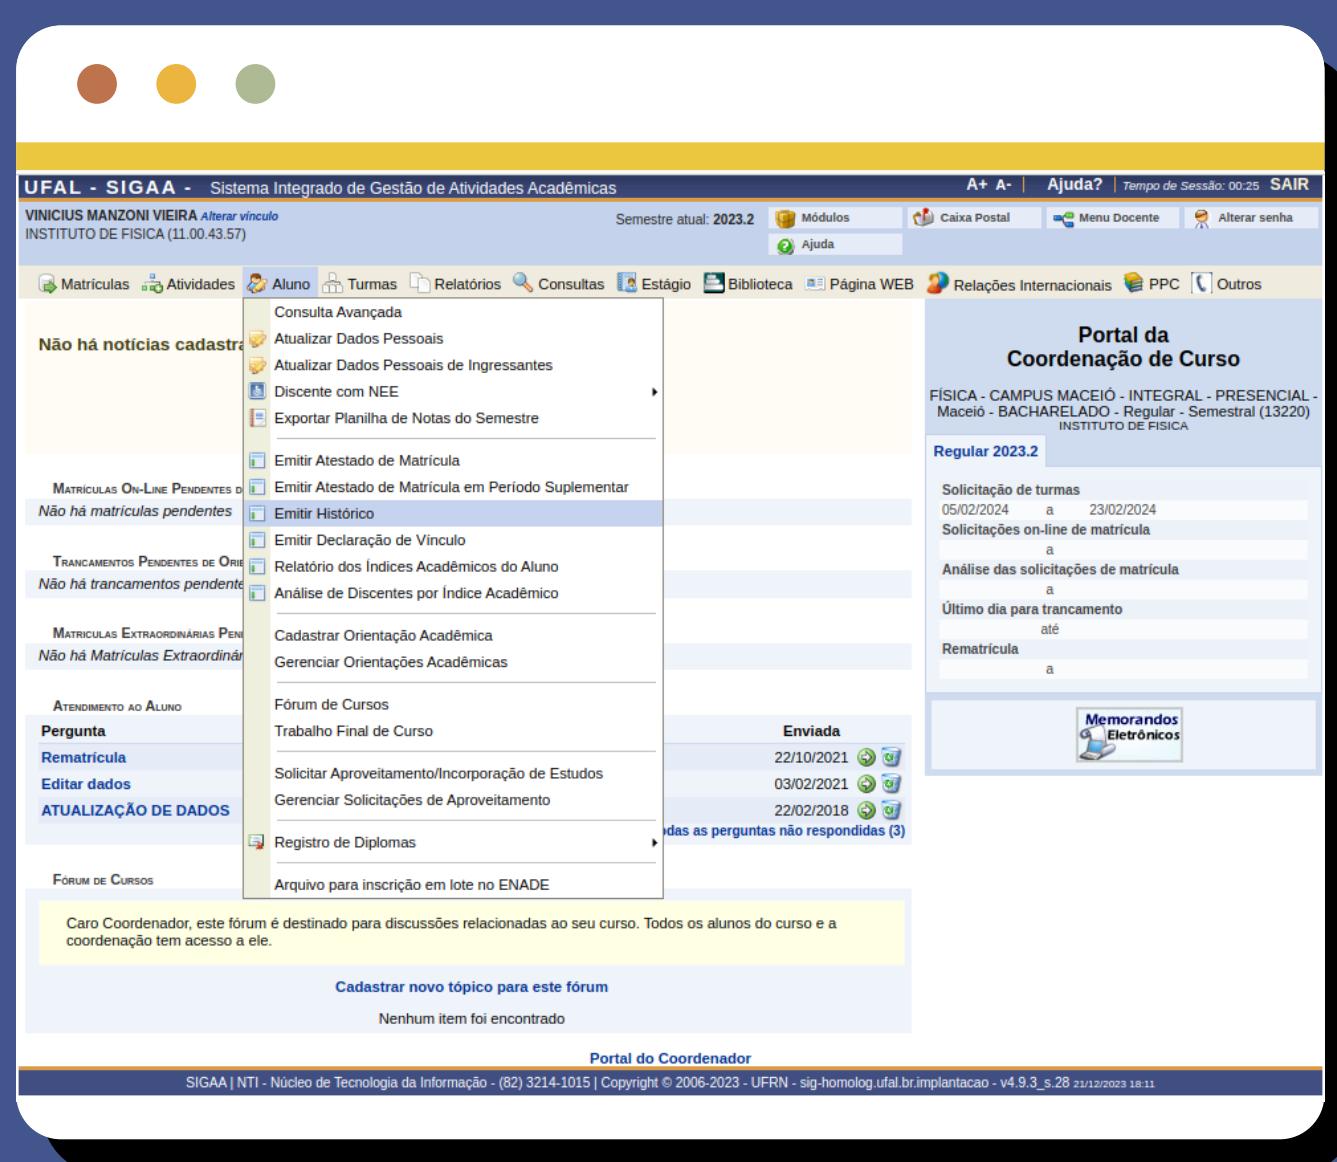 UFAL - SIGAA - Sistema Integrado de Gestão de Atividades Acadêmicas A+ A- | Ajuda? | Tempo de Sessão: 00:25 SAIR
VINICIUS MANZONI VIEIRA Alterar vínculo
INSTITUTO DE FISICA (11.00.43.57)
Semestre atual: 2023.2
Módulos Caixa Postal Menu Docente Alterar senha
Ajuda
Matrículas Atividades Aluno Turmas Relatórios Consultas Estágio Biblioteca Página WEB Relações Internacionais PPC Outros
Não há notícias cadastra
Consulta Avançada
Atualizar Dados Pessoais
Atualizar Dados Pessoais de Ingressantes
Discente com NEE
Exportar Planilha de Notas do Semestre
Emitir Atestado de Matrícula
Emitir Atestado de Matrícula em Período Suplementar
Emitir Histórico
Emitir Declaração de Vínculo
Relatório dos Índices Acadêmicos do Aluno
Análise de Discentes por Índice Acadêmico
Cadastrar Orientação Acadêmica
Gerenciar Orientações Acadêmicas
Fórum de Cursos
Trabalho Final de Curso
Solicitar Aproveitamento/Incorporação de Estudos
Gerenciar Solicitações de Aproveitamento
Registro de Diplomas
Arquivo para inscrição em lote no ENADE
Matrículas On-Line Pendentes d
Não há matrículas pendentes
Trancamentos Pendentes de Orie
Não há trancamentos pendente
Matriculas Extraordinárias Pen
Não há Matrículas Extraordinár
Atendimento ao Aluno
Pergunta Enviada
Rematrícula 22/10/2021
Editar dados 03/02/2021
ATUALIZAÇÃO DE DADOS 22/02/2018
odas as perguntas não respondidas (3)
Fórum de Cursos
Caro Coordenador, este fórum é destinado para discussões relacionadas ao seu curso. Todos os alunos do curso e a
coordenação tem acesso a ele.
Cadastrar novo tópico para este fórum
Nenhum item foi encontrado
Portal da
Coordenação de Curso
FÍSICA - CAMPUS MACEIÓ - INTEGRAL - PRESENCIAL -
Maceió - BACHARELADO - Regular - Semestral (13220)
INSTITUTO DE FISICA
Regular 2023.2
Solicitação de turmas
05/02/2024 a 23/02/2024
Solicitações on-line de matrícula
a
Análise das solicitações de matrícula
a
Último dia para trancamento
até
Rematrícula
a
Memorandos
Eletrônicos
Portal do Coordenador
SIGAA | NTI - Núcleo de Tecnologia da Informação - (82) 3214-1015 | Copyright © 2006-2023 - UFRN - sig-homolog.ufal.br.implantacao - v4.9.3_s.28 21/12/2023 18:11